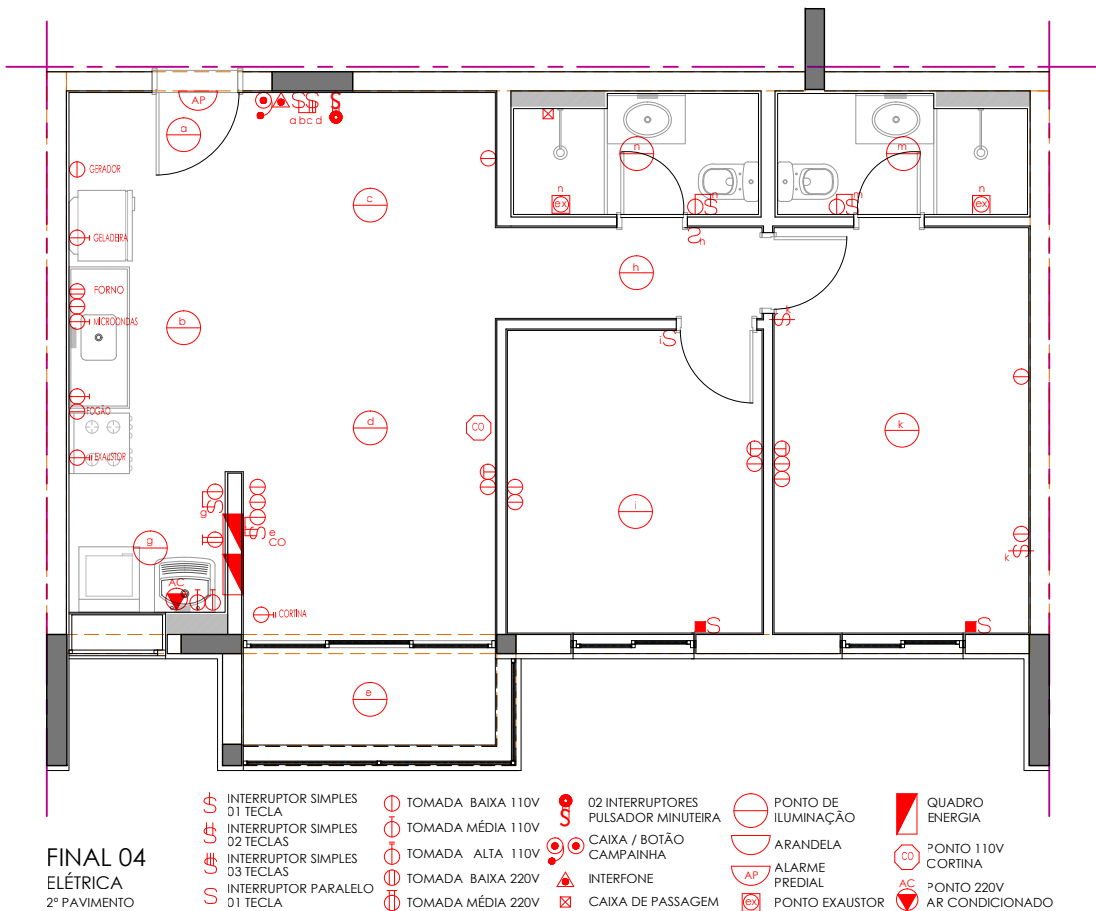 AP
a
a b c d
GERADOR
c
n
m
n
m
n
ex
n
ex
GELADEIRA
h
h
FORNO
MICROONDAS
b
k
i
FOGÃO
d
CO
k
EXAUSTOR
g
i
e
CO
g
k
AC
CORTINA
e
FINAL 04
ELÉTRICA
2º PAVIMENTO
INTERRUPTOR SIMPLES
01 TECLA
INTERRUPTOR SIMPLES
02 TECLAS
INTERRUPTOR SIMPLES
03 TECLAS
INTERRUPTOR PARALELO
01 TECLA
TOMADA BAIXA 110V
TOMADA MÉDIA 110V
TOMADA ALTA 110V
TOMADA BAIXA 220V
TOMADA MÉDIA 220V
02 INTERRUPTORES
PULSADOR MINUTEIRA
CAIXA / BOTÃO
CAMPAINHA
INTERFONE
CAIXA DE PASSAGEM
PONTO DE
ILUMINAÇÃO
ARANDELA
AP
ALARME
PREDIAL
ex
PONTO EXAUSTOR
QUADRO
ENERGIA
CO
PONTO 110V
CORTINA
AC
PONTO 220V
AR CONDICIONADO